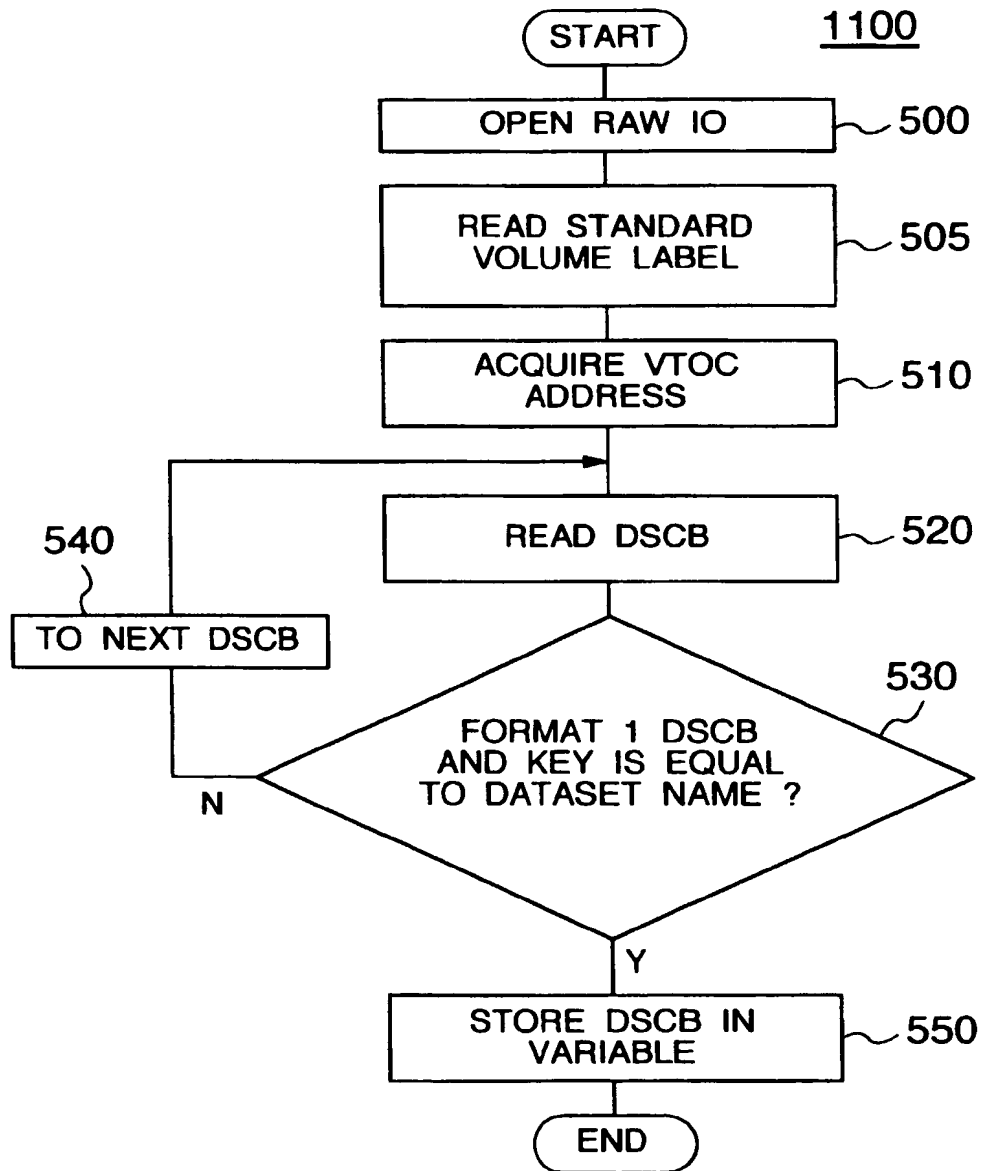 START
1100
OPEN RAW IO
500
READ STANDARD
VOLUME LABEL
505
ACQUIRE VTOC
ADDRESS
510
READ DSCB
520
540
TO NEXT DSCB
530
FORMAT 1 DSCB
AND KEY IS EQUAL
TO DATASET NAME ?
N
Y
STORE DSCB IN
VARIABLE
550
END